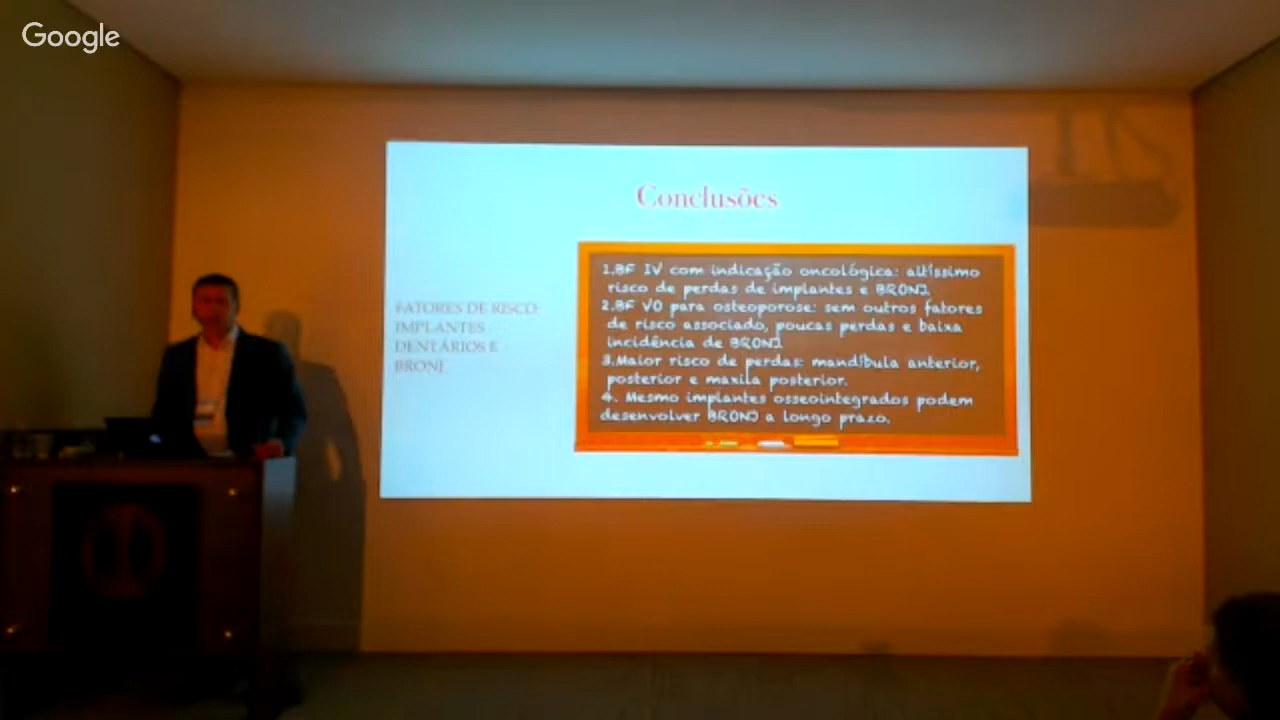 Google
Conclusões
FATORES DE RISCO:
IMPLANTES
DENTÁRIOS E
BRONJ
1.BF IV com indicação oncológica: altíssimo
risco de perdas de implantes e BRONJ.
2.BF VO para osteoporose: sem outros fatores
de risco associado, poucas perdas e baixa
incidência de BRONJ
3.Maior risco de perdas: mandíbula anterior,
posterior e maxila posterior.
4. Mesmo implantes osseointegrados podem
desenvolver BRONJ a longo prazo.